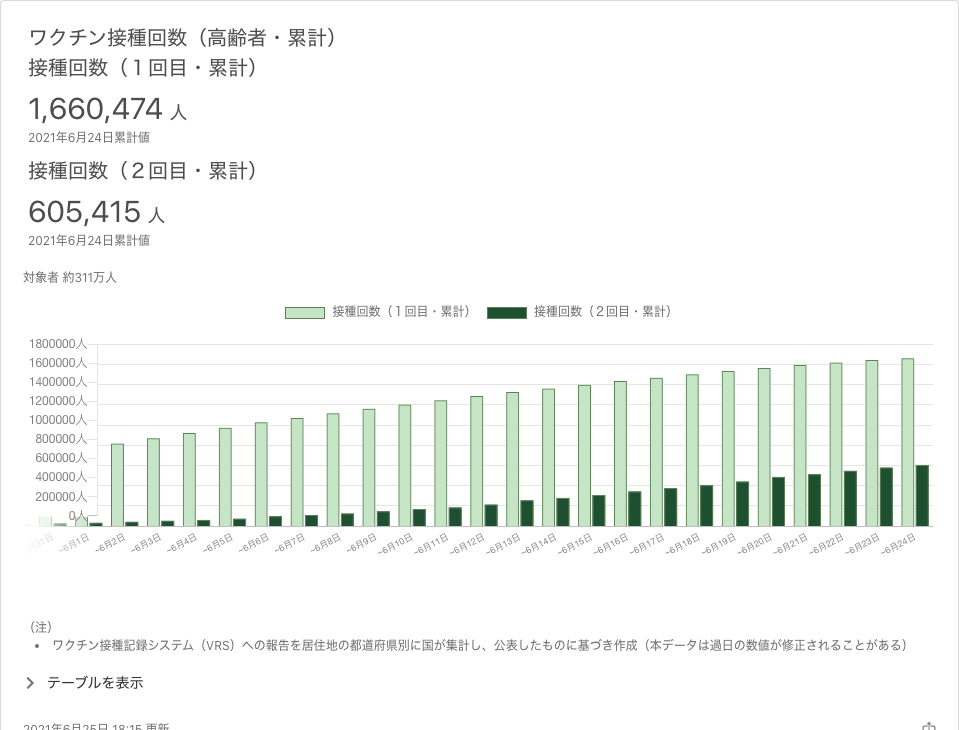 ワクチン接種回数（高齢者・累計）
接種回数（１回目・累計）
1,660,474 人
2021年6月24日累計値
接種回数（２回目・累計）
605,415 人
2021年6月24日累計値
対象者 約311万人
接種回数（１回目・累計） 接種回数（２回目・累計）
1800000人
1600000人
1400000人
1200000人
1000000人
800000人
600000人
400000人
200000人
0人
31日 ~6月1日 ~6月2日 ~6月3日 ~6月4日 ~6月5日 ~6月6日 ~6月7日 ~6月8日 ~6月9日 ~6月10日 ~6月11日 ~6月12日 ~6月13日 ~6月14日 ~6月15日 ~6月16日 ~6月17日 ~6月18日 ~6月19日 ~6月20日 ~6月21日 ~6月22日 ~6月23日 ~6月24日
（注）
• ワクチン接種記録システム（VRS）への報告を居住地の都道府県別に国が集計し、公表したものに基づき作成（本データは過日の数値が修正されることがある）
テーブルを表示
2021年6月25日 18:15 更新